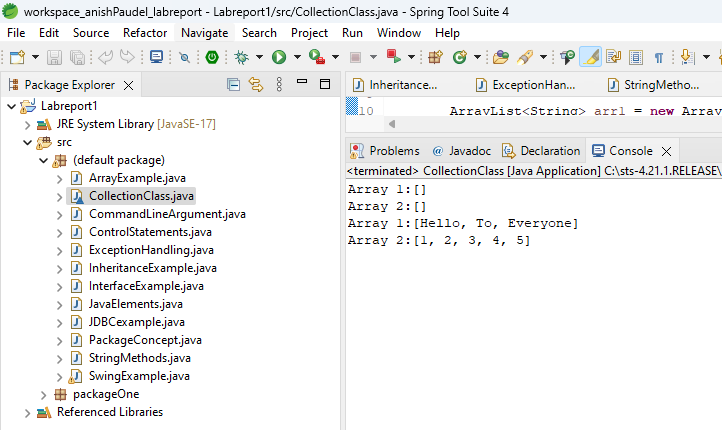 workspace_anishPaudel_labreport - Labreport1/src/CollectionClass.java - Spring Tool Suite 4
File Edit Source Refactor Navigate Search Project Run Window Help
Package Explorer
Labreport1
JRE System Library [JavaSE-17]
src
(default package)
ArrayExample.java
CollectionClass.java
CommandLineArgument.java
ControlStatements.java
ExceptionHandling.java
InheritanceExample.java
InterfaceExample.java
JavaElements.java
JDBCexample.java
PackageConcept.java
StringMethods.java
SwingExample.java
packageOne
Referenced Libraries
Inheritance... ExceptionHan... StringMetho...
10 ArrayList<String> arr1 = new Array
Problems Javadoc Declaration Console
<terminated> CollectionClass [Java Application] C:\sts-4.21.1.RELEASE\
Array 1:[]
Array 2:[]
Array 1:[Hello, To, Everyone]
Array 2:[1, 2, 3, 4, 5]